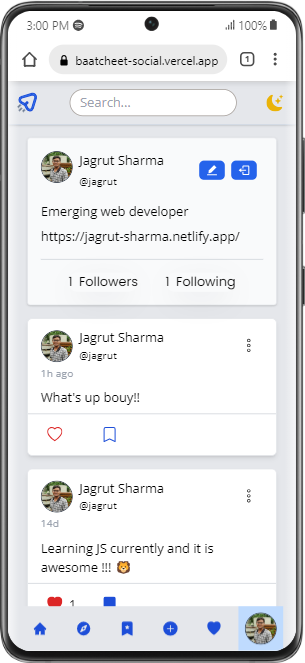 3:00 PM 100%
baatcheet-social.vercel.app 1
Search...
Jagrut Sharma
@jagrut
Emerging web developer
https://jagrut-sharma.netlify.app/
1 Followers 1 Following
Jagrut Sharma
@jagrut
1h ago
What's up bouy!!
Jagrut Sharma
@jagrut
14d
Learning JS currently and it is
awesome !!! 🦁
1